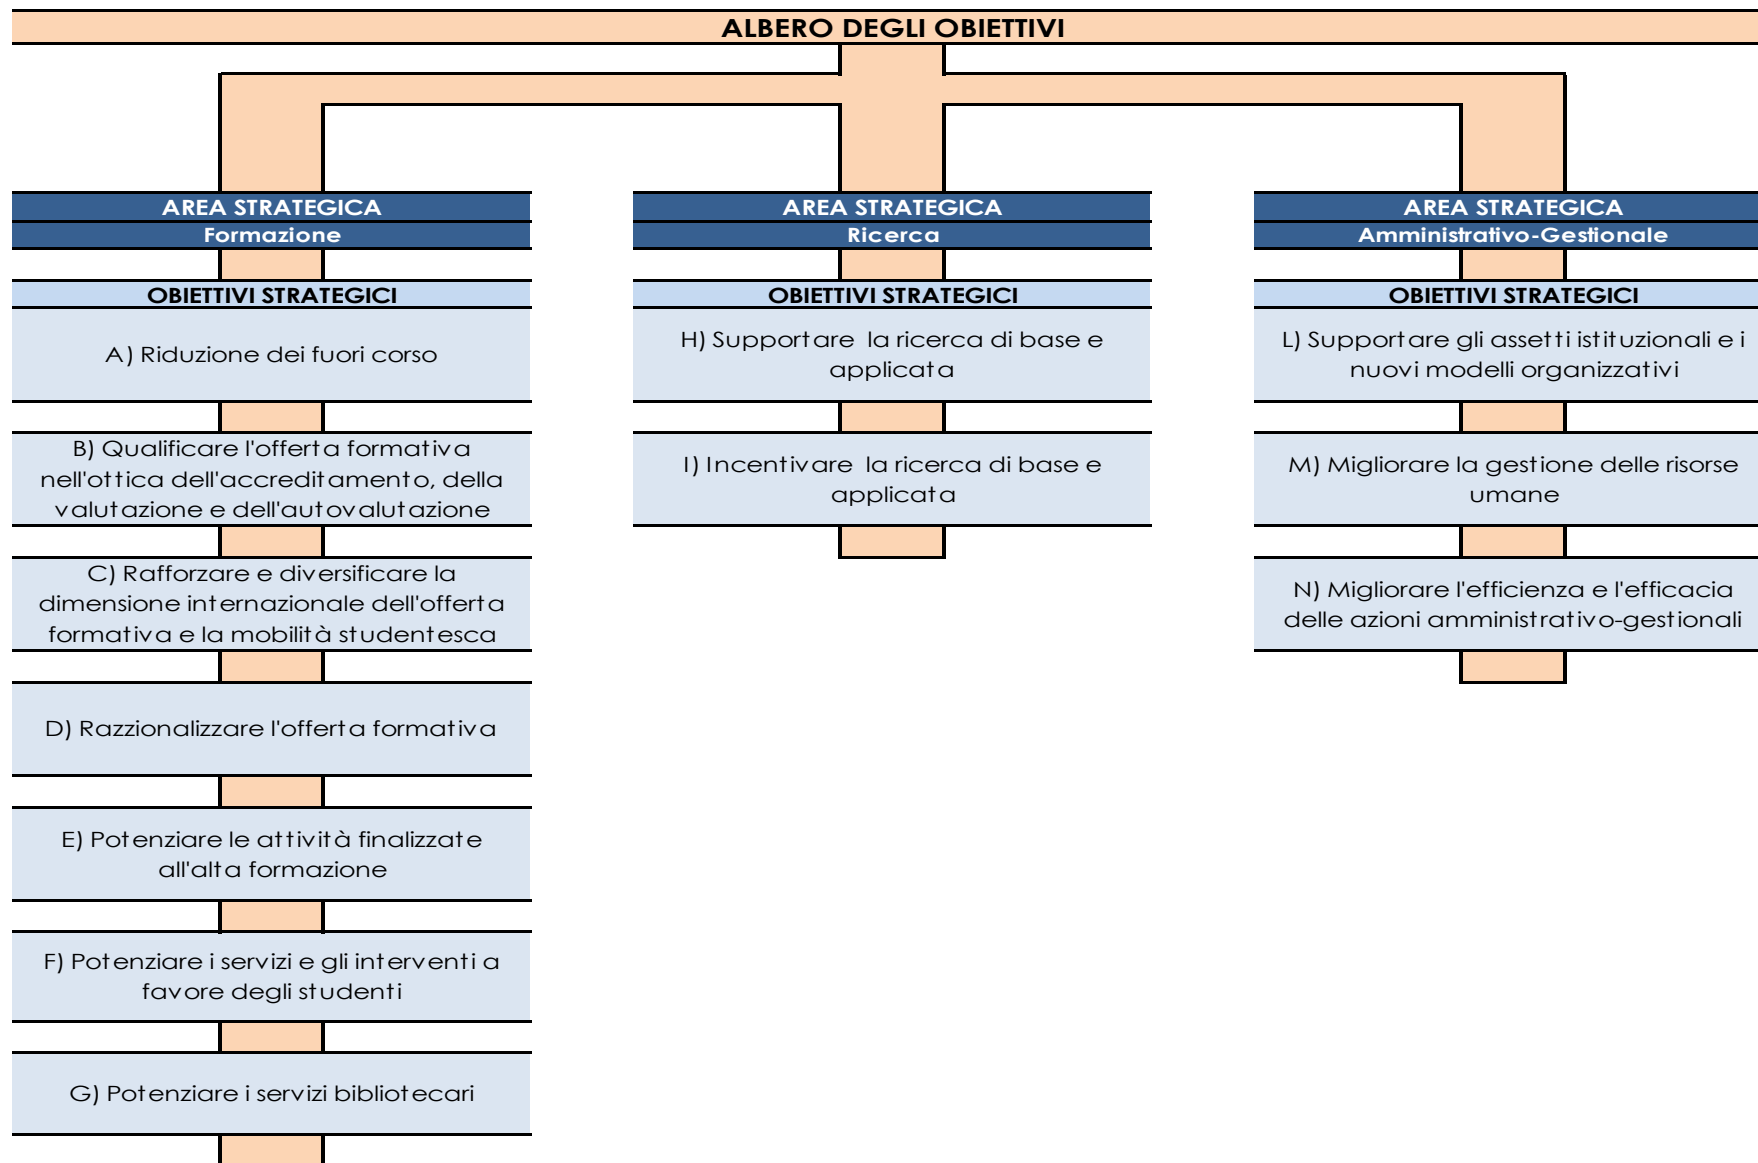 ALBERO DEGLI OBIETTIVI
AREA STRATEGICA
Formazione
OBIETTIVI STRATEGICI
A) Riduzione dei fuori corso
B) Qualificare l'offerta formativa
nell'ottica dell'accreditamento, della
valutazione e dell'autovalutazione
C) Rafforzare e diversificare la
dimensione internazionale dell'offerta
formativa e la mobilità studentesca
D) Razzionalizzare l'offerta formativa
E) Potenziare le attività finalizzate
all'alta formazione
F) Potenziare i servizi e gli interventi a
favore degli studenti
G) Potenziare i servizi bibliotecari
AREA STRATEGICA
Ricerca
OBIETTIVI STRATEGICI
H) Supportare la ricerca di base e
applicata
I) Incentivare la ricerca di base e
applicata
AREA STRATEGICA
Amministrativo-Gestionale
OBIETTIVI STRATEGICI
L) Supportare gli assetti istituzionali e i
nuovi modelli organizzativi
M) Migliorare la gestione delle risorse
umane
N) Migliorare l'efficienza e l'efficacia
delle azioni amministrativo-gestionali